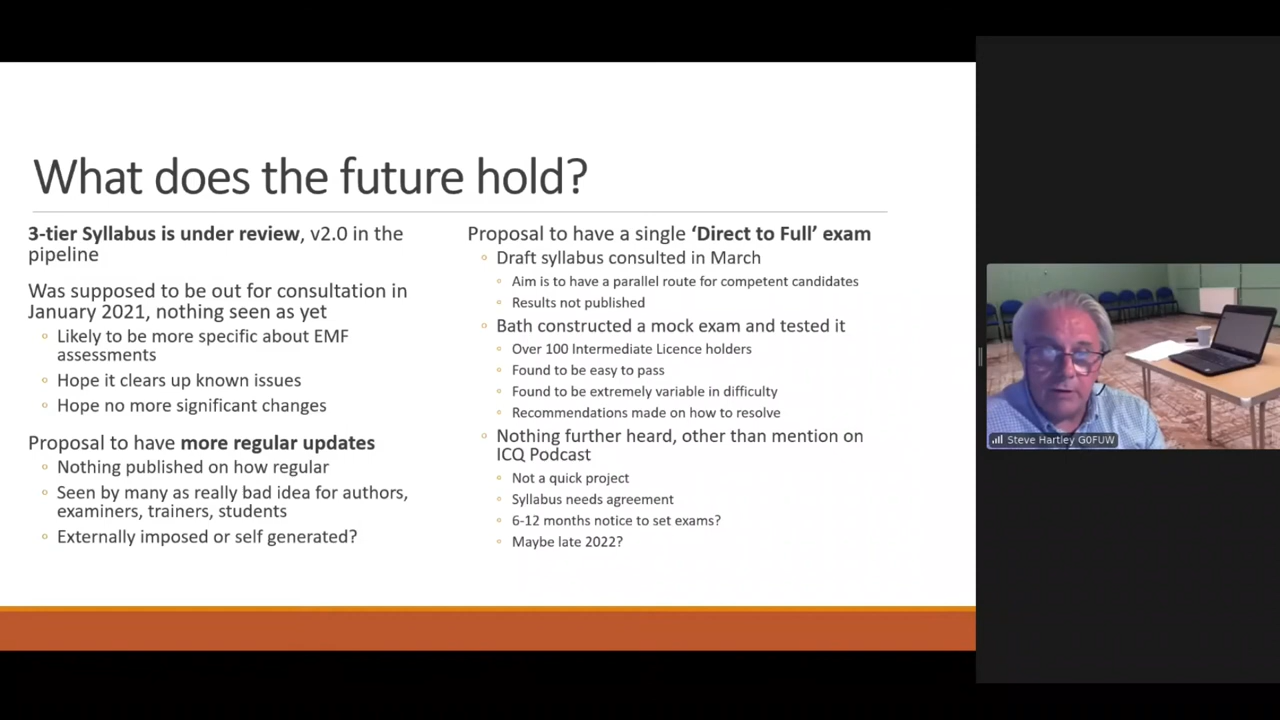 What does the future hold?
3-tier Syllabus is under review, v2.0 in the
pipeline
Was supposed to be out for consultation in
January 2021, nothing seen as yet
Likely to be more specific about EMF
assessments
Hope it clears up known issues
Hope no more significant changes
Proposal to have more regular updates
Nothing published on how regular
Seen by many as really bad idea for authors,
examiners, trainers, students
Externally imposed or self generated?
Proposal to have a single ‘Direct to Full’ exam
Draft syllabus consulted in March
Aim is to have a parallel route for competent candidates
Results not published
Bath constructed a mock exam and tested it
Over 100 Intermediate Licence holders
Found to be easy to pass
Found to be extremely variable in difficulty
Recommendations made on how to resolve
Nothing further heard, other than mention on
ICQ Podcast
Not a quick project
Syllabus needs agreement
6-12 months notice to set exams?
Maybe late 2022?
Steve Hartley G0FUW